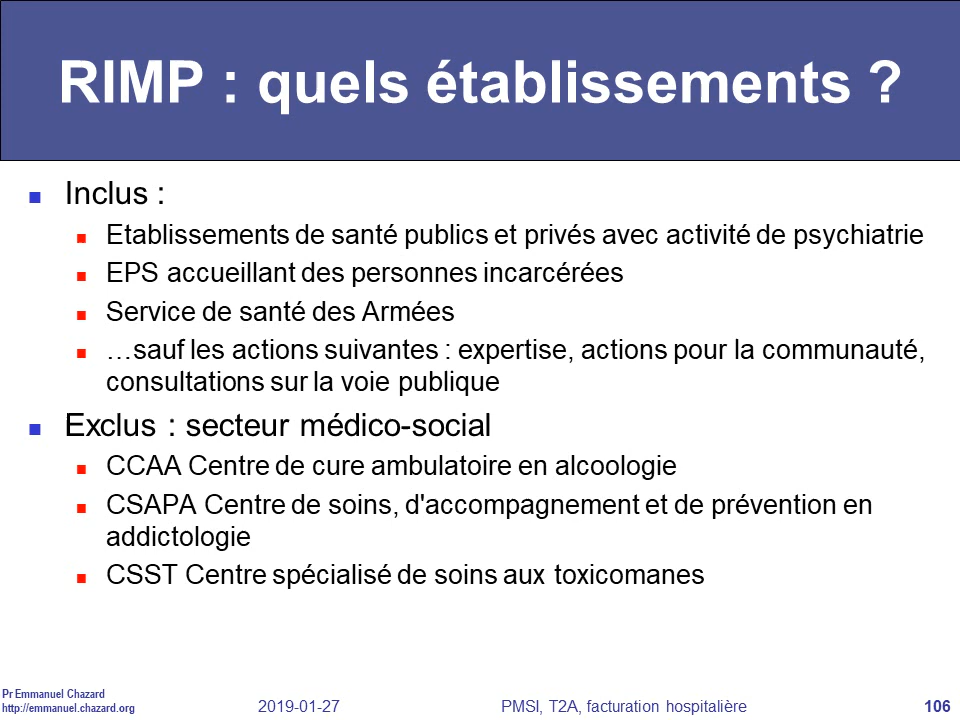 RIMP : quels établissements ?
Inclus :
Etablissements de santé publics et privés avec activité de psychiatrie
EPS accueillant des personnes incarcérées
Service de santé des Armées
…sauf les actions suivantes : expertise, actions pour la communauté,
consultations sur la voie publique
Exclus : secteur médico-social
CCAA Centre de cure ambulatoire en alcoologie
CSAPA Centre de soins, d'accompagnement et de prévention en
addictologie
CSST Centre spécialisé de soins aux toxicomanes
Pr Emmanuel Chazard
http://emmanuel.chazard.org
2019-01-27
PMSI, T2A, facturation hospitalière
106